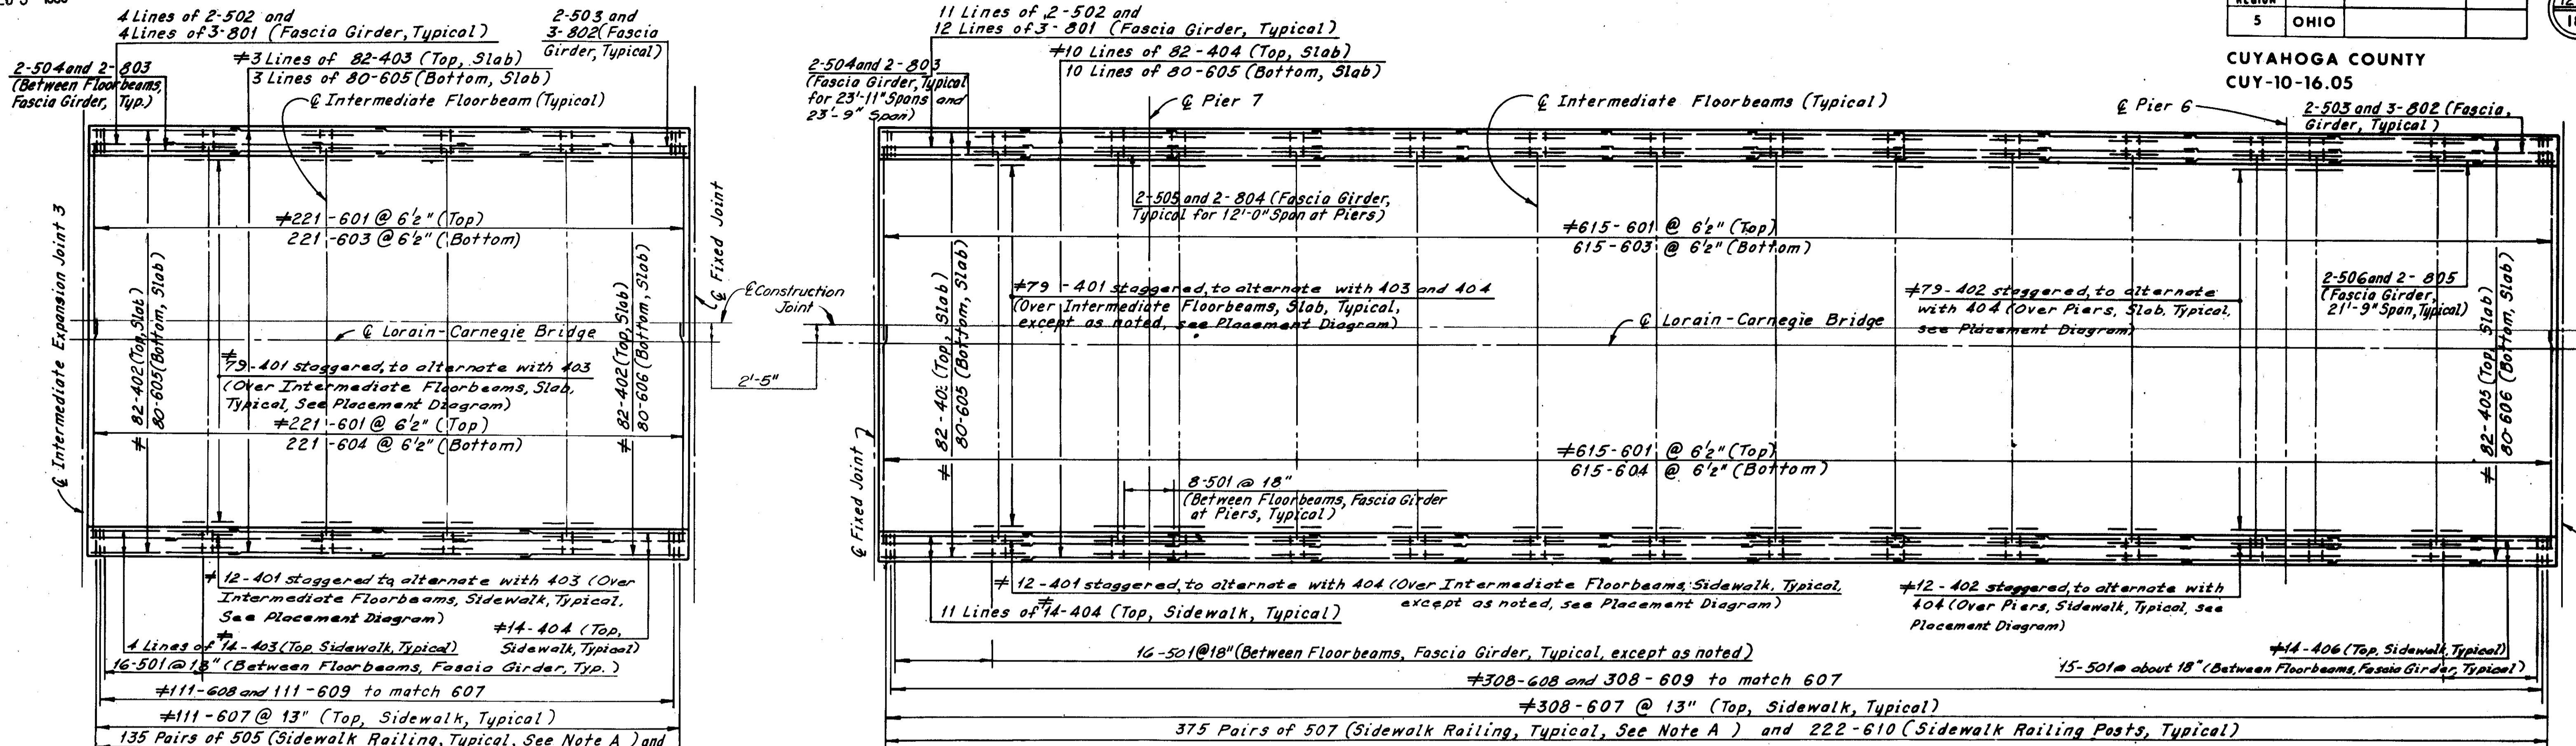 4 Lines of 2-502 and
4 Lines of 3-801 (Fascia Girder, Typical)
2-503 and
3-802 (Fascia
Girder, Typical)
≠3 Lines of 82-403 (Top, Slab)
3 Lines of 80-605 (Bottom, Slab)
2-504 and 2-803
(Between Floorbeams,
Fascia Girder, Typ.)
℄ Intermediate Floorbeam (Typical)
≠221-601 @ 6½" (Top)
221-603 @ 6½" (Bottom)
℄ Intermediate Expansion Joint 3
≠ 82-402 (Top, Slab)
80-605 (Bottom, Slab)
≠ 82-402 (Top, Slab)
80-606 (Bottom, Slab)
℄ Fixed Joint
℄ Construction
Joint
℄ Lorain-Carnegie Bridge
2'-5"
≠
79-401 staggered, to alternate with 403
(Over Intermediate Floorbeams, Slab,
Typical, See Placement Diagram)
≠221-601 @ 6½" (Top)
221-604 @ 6½" (Bottom)
≠ 12-401 staggered to alternate with 403 (Over
Intermediate Floorbeams, Sidewalk, Typical,
See Placement Diagram)
≠14-404 (Top,
Sidewalk, Typical)
4 Lines of ≠14-403 (Top, Sidewalk, Typical)
16-501 @ 18" (Between Floorbeams, Fascia Girder, Typ.)
≠111-608 and 111-609 to match 607
≠111-607 @ 13" (Top, Sidewalk, Typical)
135 Pairs of 505 (Sidewalk Railing, Typical, See Note A) and
11 Lines of 2-502 and
12 Lines of 3-801 (Fascia Girder, Typical)
≠10 Lines of 82-404 (Top, Slab)
10 Lines of 80-605 (Bottom, Slab)
2-504 and 2-803
(Fascia Girder, Typical
for 23'-11" Spans and
23'-9" Span)
℄ Pier 7
℄ Intermediate Floorbeams (Typical)
℄ Pier 6
REGION
5 OHIO
CUYAHOGA COUNTY
CUY-10-16.05
2-503 and 3-802 (Fascia,
Girder, Typical)
2-505 and 2-804 (Fascia Girder,
Typical for 12'-0" Span at Piers)
≠615-601 @ 6½" (Top)
615-603 @ 6½" (Bottom)
≠79-401 staggered, to alternate with 403 and 404
(Over Intermediate Floorbeams, Slab, Typical,
except as noted, see Placement Diagram)
℄ Lorain-Carnegie Bridge
≠79-402 staggered, to alternate
with 404 (Over Piers, Slab, Typical,
see Placement Diagram)
2-506 and 2-805
(Fascia Girder,
21'-9" Span, Typical)
(Top, Slab)
80-605 (Bottom, Slab)
≠ 82-405 (Top, Slab)
80-606 (Bottom, Slab)
℄ Fixed Joint
≠615-601 @ 6½" (Top)
615-604 @ 6½" (Bottom)
8-501 @ 18"
(Between Floorbeams, Fascia Girder
at Piers, Typical)
≠ 12-401 staggered, to alternate with 404 (Over Intermediate Floorbeams, Sidewalk, Typical,
except as noted, see Placement Diagram)
11 Lines of ≠14-404 (Top, Sidewalk, Typical)
≠12-402 staggered, to alternate with
404 (Over Piers, Sidewalk, Typical, see
Placement Diagram)
16-501 @ 18" (Between Floorbeams, Fascia Girder, Typical, except as noted)
≠14-406 (Top, Sidewalk, Typical)
15-501 @ about 18" (Between Floorbeams, Fascia Girder, Typical)
≠308-608 and 308-609 to match 607
≠308-607 @ 13" (Top, Sidewalk, Typical)
375 Pairs of 507 (Sidewalk Railing, Typical, See Note A) and 222-610 (Sidewalk Railing Posts, Typical)